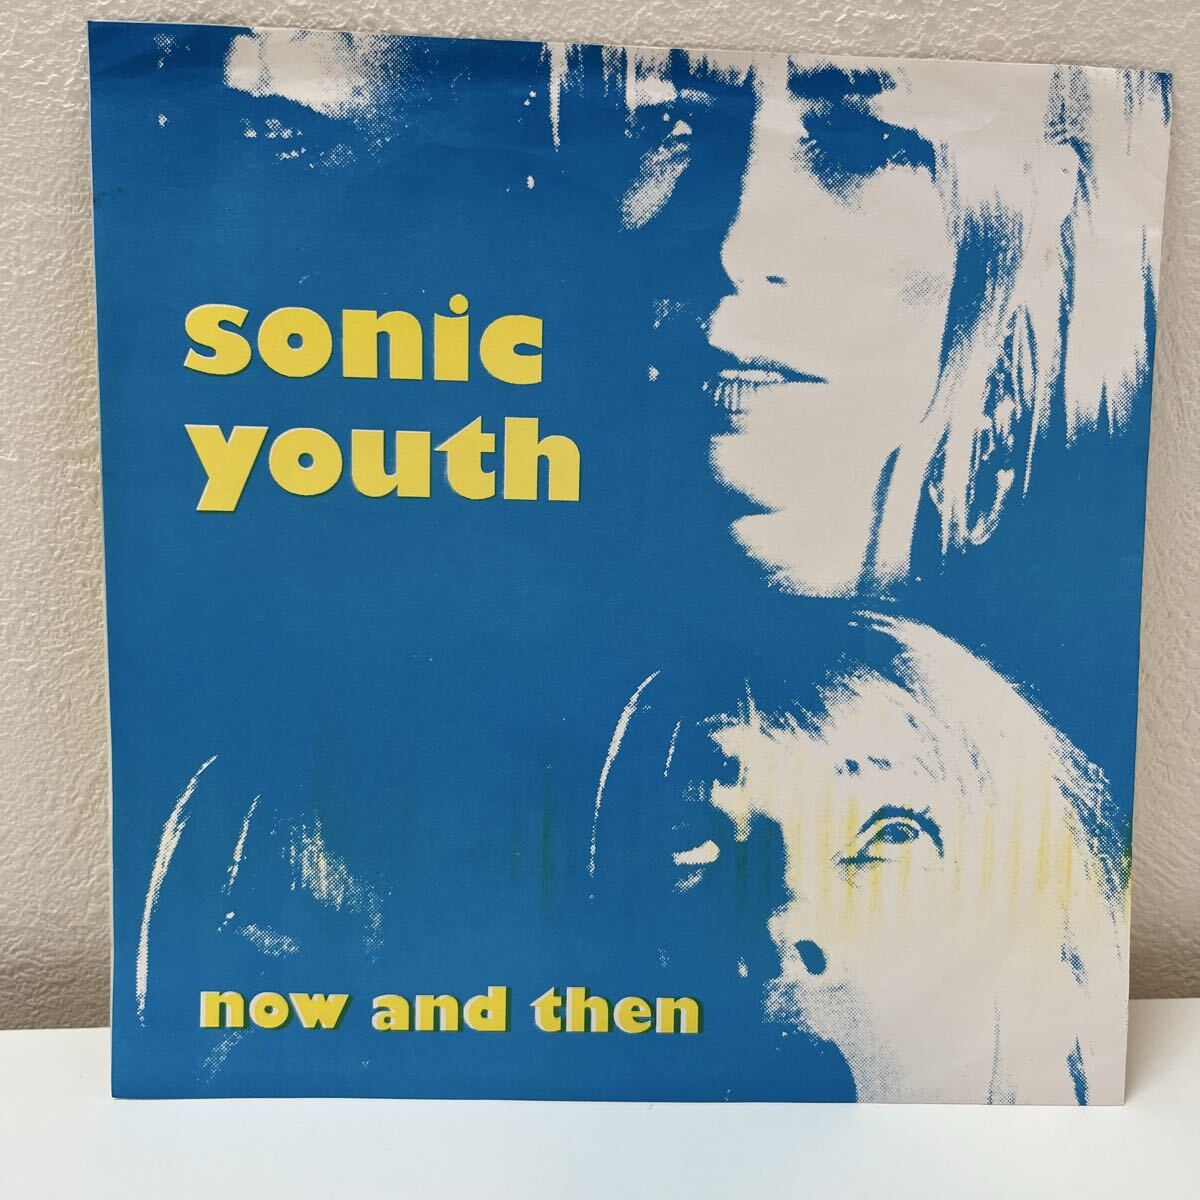 sonic
youth
now and then